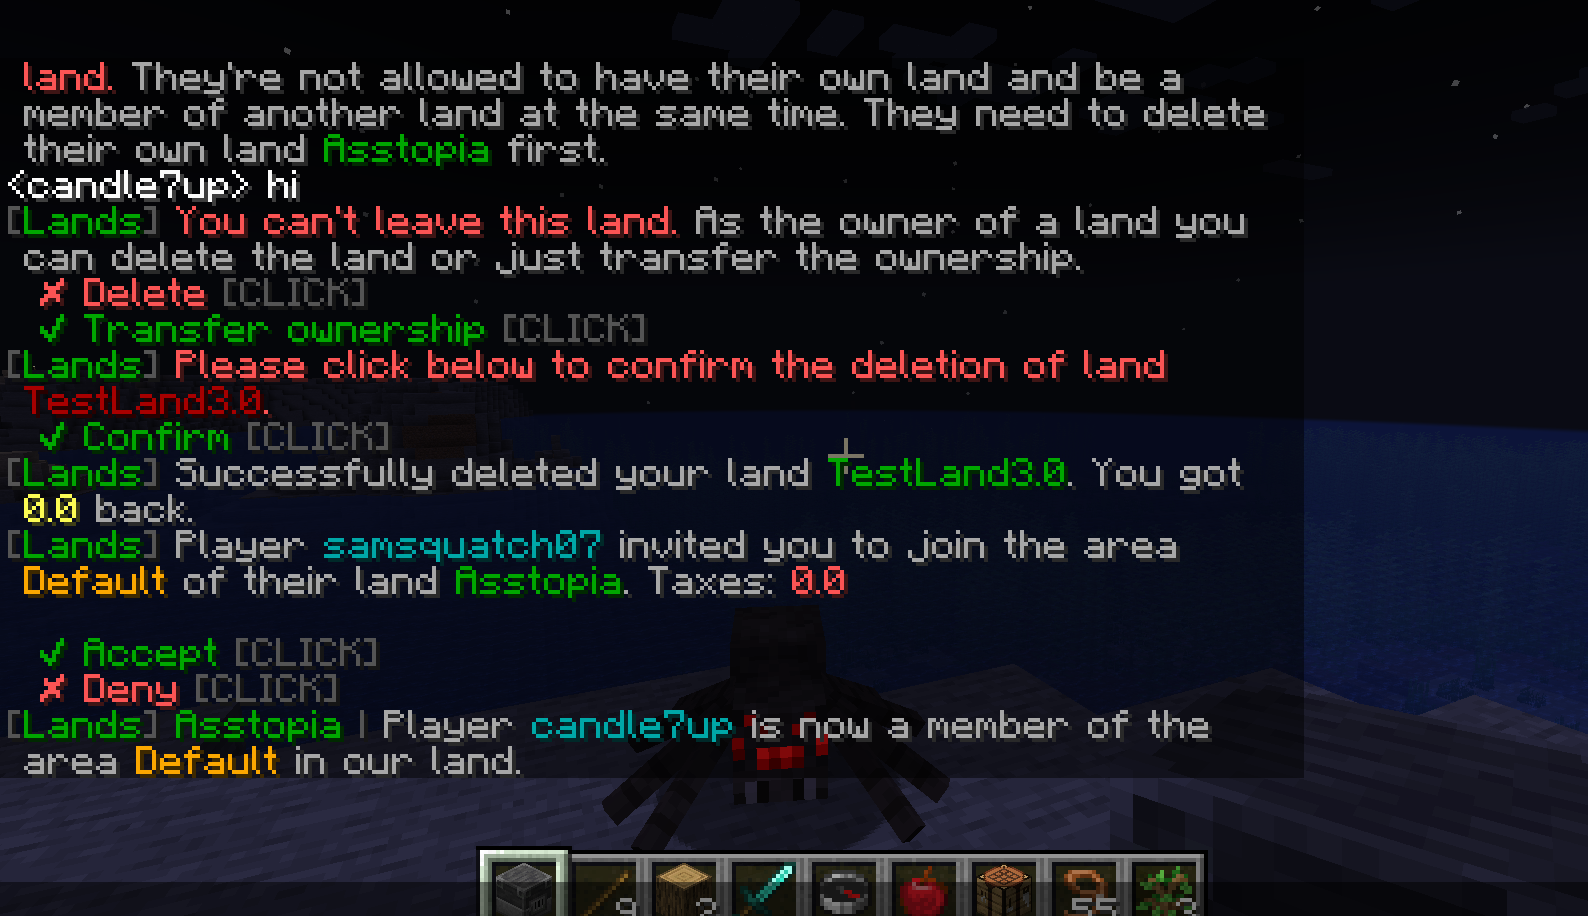 land. They're not allowed to have their own land and be a
member of another land at the same time. They need to delete
their own land Asstopia first.
<candle7up> hi
[Lands] You can't leave this land. As the owner of a land you
can delete the land or just transfer the ownership.
✘ Delete [CLICK]
✔ Transfer ownership [CLICK]
[Lands] Please click below to confirm the deletion of land
TestLand3.0.
✔ Confirm [CLICK]
[Lands] Successfully deleted your land TestLand3.0. You got
0.0 back.
[Lands] Player samsquatch07 invited you to join the area
Default of their land Asstopia. Taxes: 0.0
✔ Accept [CLICK]
✘ Deny [CLICK]
[Lands] Asstopia | Player candle7up is now a member of the
area Default in our land.
9 2 55 3